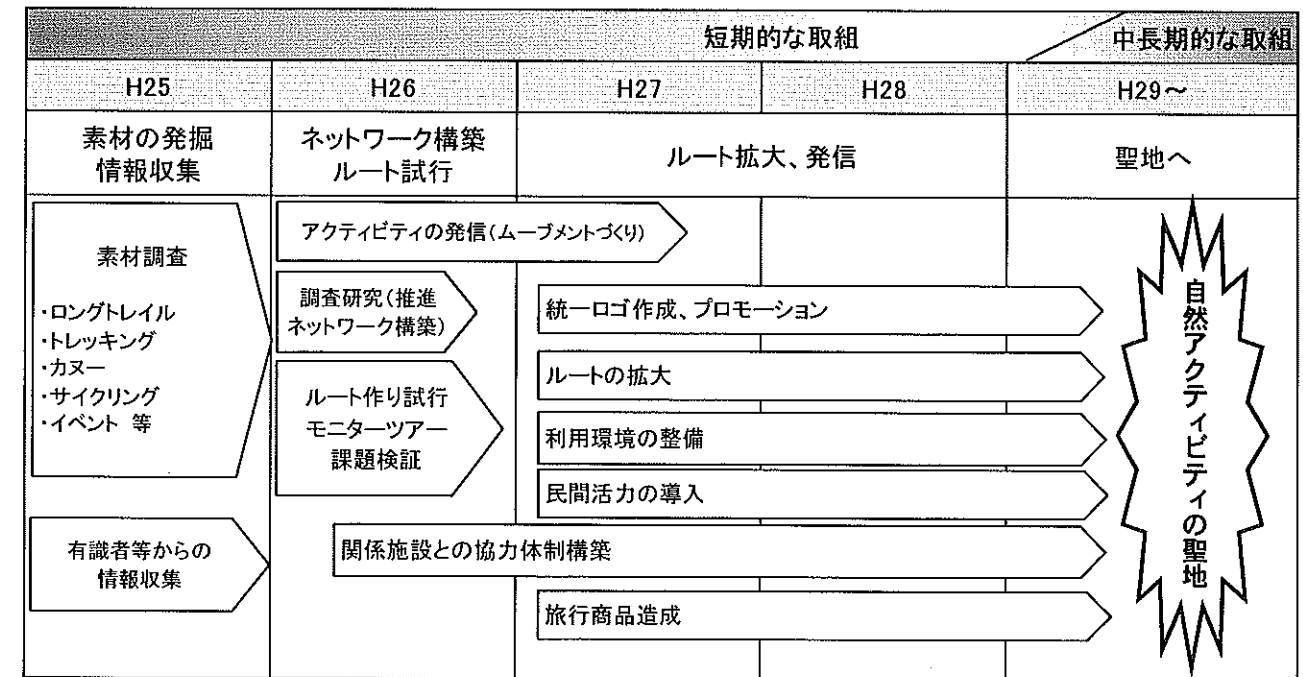 短期的な取組
中長期的な取組
H25
H26
H27
H28
H29～
素材の発掘
情報収集
ネットワーク構築
ルート試行
ルート拡大、発信
聖地へ
素材調査
・ロングトレイル
・トレッキング
・カヌー
・サイクリング
・イベント 等
有識者等からの
情報収集
アクティビティの発信(ムーブメントづくり)
調査研究(推進
ネットワーク構築)
ルート作り試行
モニターツアー
課題検証
統一ロゴ作成、プロモーション
ルートの拡大
利用環境の整備
民間活力の導入
関係施設との協力体制構築
旅行商品造成
自然アクティビティの聖地